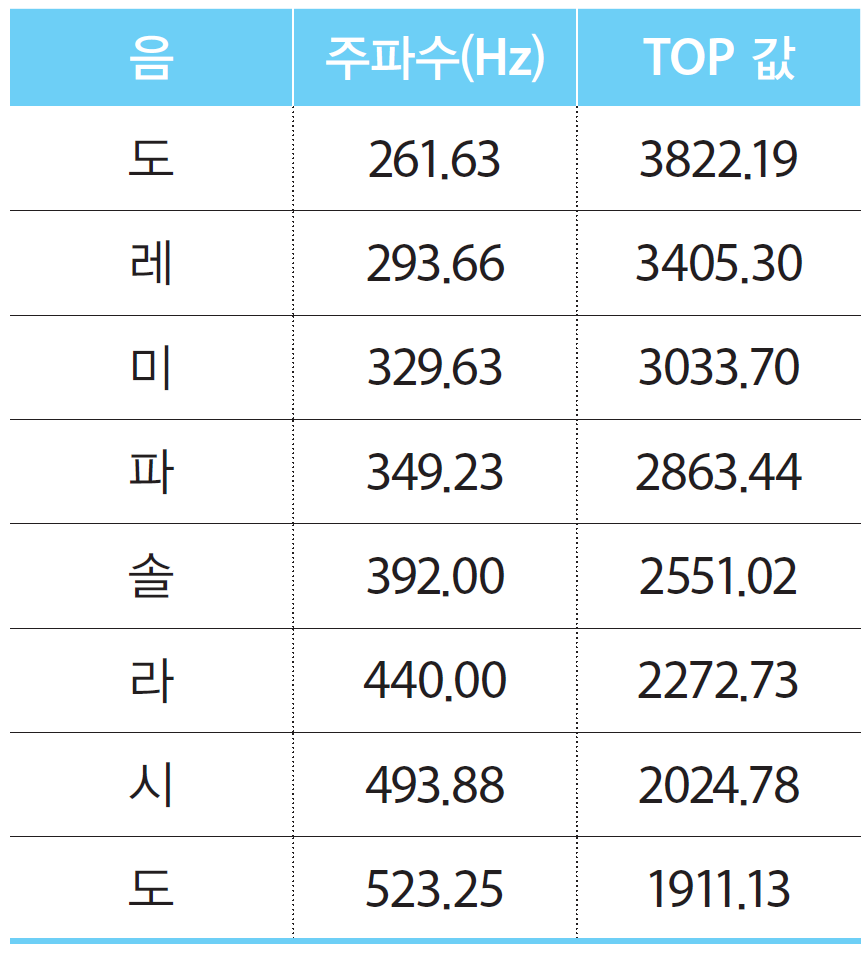 음 주파수(Hz) TOP 값
도 261.63 3822.19
레 293.66 3405.30
미 329.63 3033.70
파 349.23 2863.44
솔 392.00 2551.02
라 440.00 2272.73
시 493.88 2024.78
도 523.25 1911.13